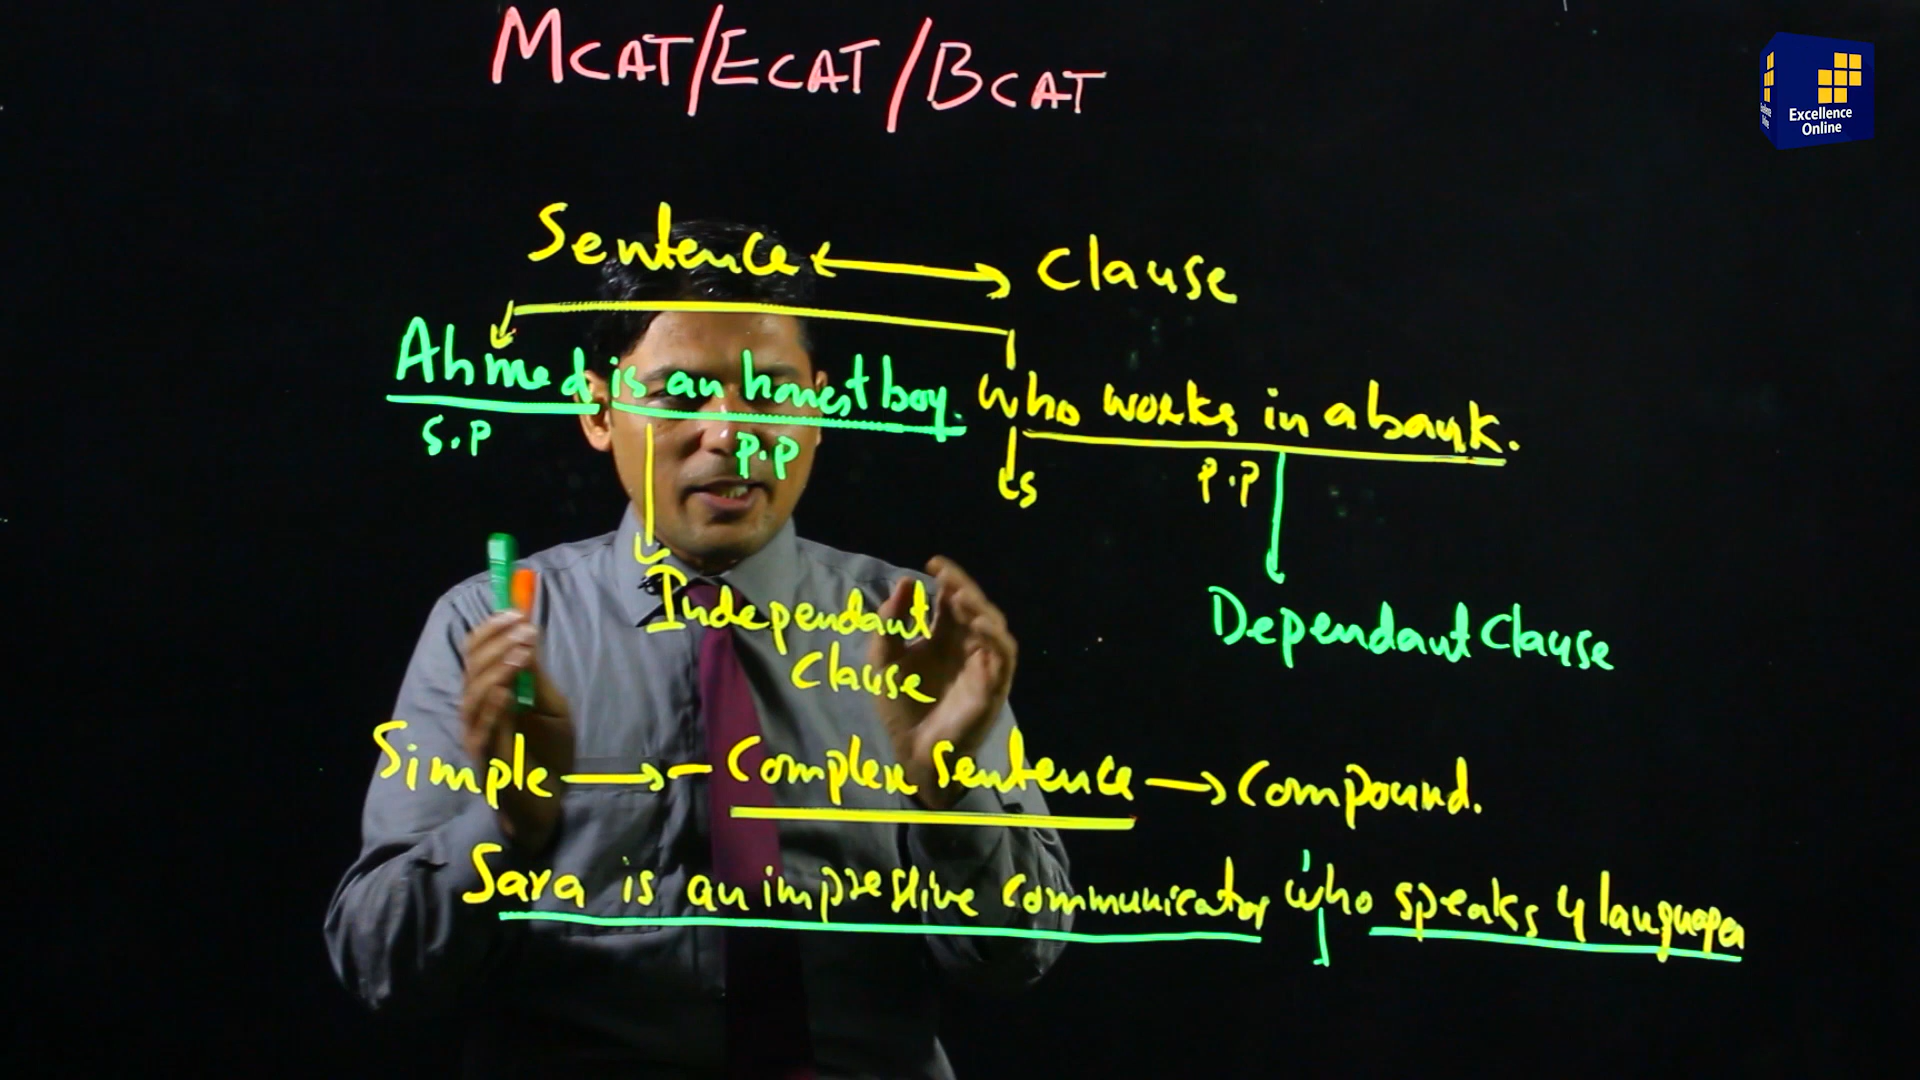 MCAT/ECAT/BCAT
Excellence
Online
Sentence Clause
Ahmed is an honest boy. who works in a bank.
S.P P.P S P.P
Independant
Clause
Dependant Clause
Simple Complex Sentence Compound.
Sara is an impressive communicator who speaks 4 languages